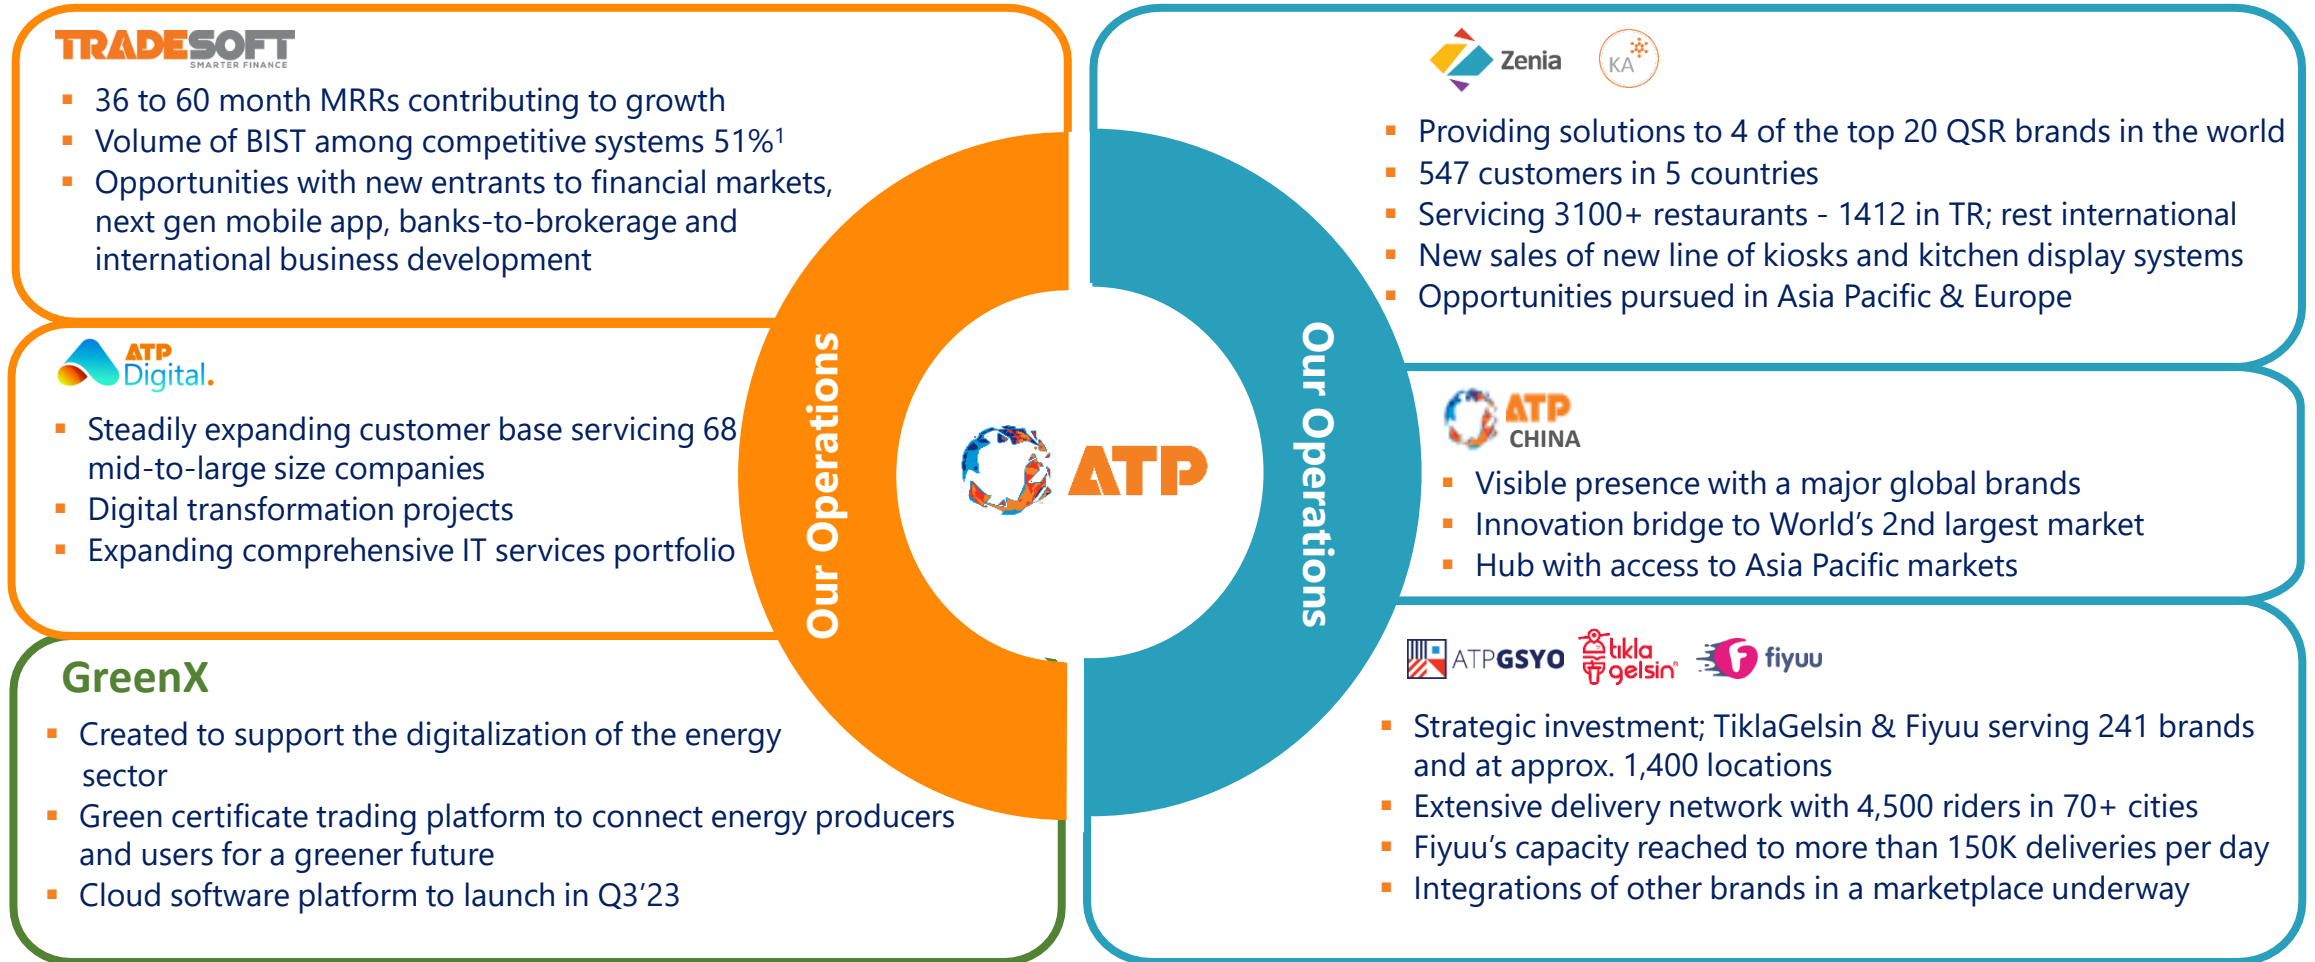 TRADESOFT
SMARTER FINANCE
▪ 36 to 60 month MRRs contributing to growth
▪ Volume of BIST among competitive systems 51%¹
▪ Opportunities with new entrants to financial markets,
next gen mobile app, banks-to-brokerage and
international business development
ATP
Digital.
▪ Steadily expanding customer base servicing 68
mid-to-large size companies
▪ Digital transformation projects
▪ Expanding comprehensive IT services portfolio
GreenX
▪ Created to support the digitalization of the energy
sector
▪ Green certificate trading platform to connect energy producers
and users for a greener future
▪ Cloud software platform to launch in Q3’23
Our Operations
ATP
Our Operations
Zenia
KA
▪ Providing solutions to 4 of the top 20 QSR brands in the world
▪ 547 customers in 5 countries
▪ Servicing 3100+ restaurants - 1412 in TR; rest international
▪ New sales of new line of kiosks and kitchen display systems
▪ Opportunities pursued in Asia Pacific & Europe
ATP
CHINA
▪ Visible presence with a major global brands
▪ Innovation bridge to World’s 2nd largest market
▪ Hub with access to Asia Pacific markets
ATPGSYO
tıkla
gelsin®
fiyuu
▪ Strategic investment; TiklaGelsin & Fiyuu serving 241 brands
and at approx. 1,400 locations
▪ Extensive delivery network with 4,500 riders in 70+ cities
▪ Fiyuu’s capacity reached to more than 150K deliveries per day
▪ Integrations of other brands in a marketplace underway